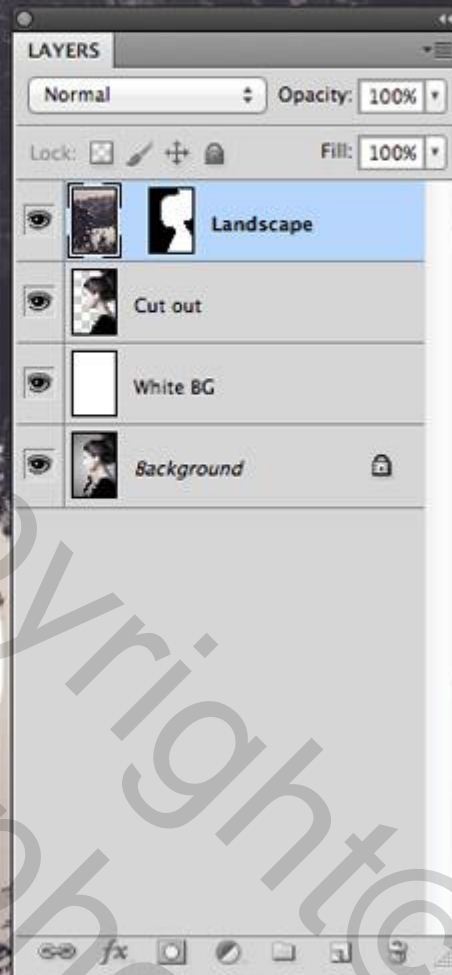 LAYERS
Normal Opacity: 100%
Lock: Fill: 100%
Landscape
Cut out
White BG
Background
fx